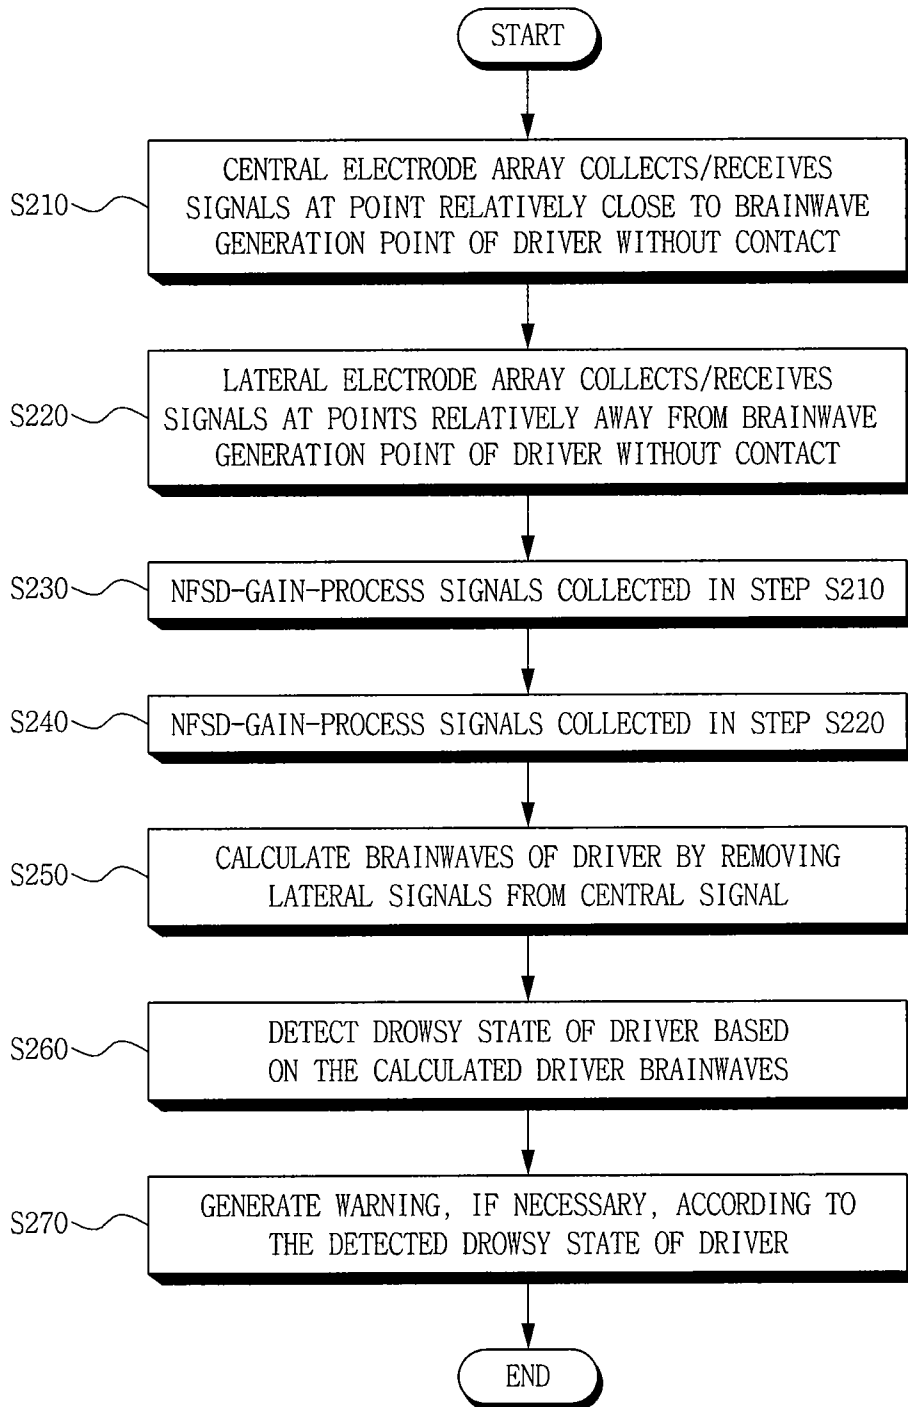 START
S210
CENTRAL ELECTRODE ARRAY COLLECTS/RECEIVES
SIGNALS AT POINT RELATIVELY CLOSE TO BRAINWAVE
GENERATION POINT OF DRIVER WITHOUT CONTACT
S220
LATERAL ELECTRODE ARRAY COLLECTS/RECEIVES
SIGNALS AT POINTS RELATIVELY AWAY FROM BRAINWAVE
GENERATION POINT OF DRIVER WITHOUT CONTACT
S230
NFSD-GAIN-PROCESS SIGNALS COLLECTED IN STEP S210
S240
NFSD-GAIN-PROCESS SIGNALS COLLECTED IN STEP S220
S250
CALCULATE BRAINWAVES OF DRIVER BY REMOVING
LATERAL SIGNALS FROM CENTRAL SIGNAL
S260
DETECT DROWSY STATE OF DRIVER BASED
ON THE CALCULATED DRIVER BRAINWAVES
S270
GENERATE WARNING, IF NECESSARY, ACCORDING TO
THE DETECTED DROWSY STATE OF DRIVER
END